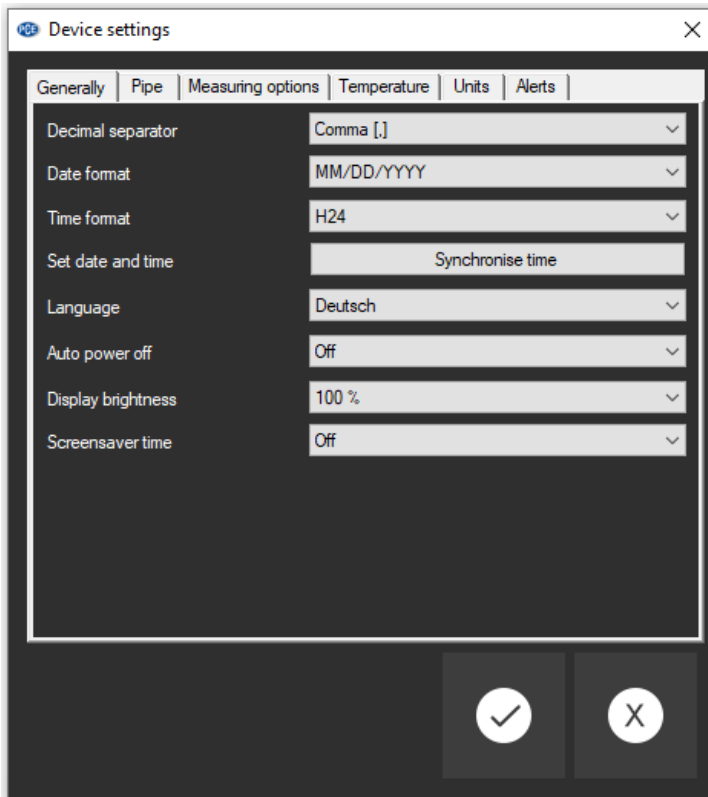 PCE Device settings
Generally Pipe Measuring options Temperature Units Alerts
Decimal separator Comma [,]
Date format MM/DD/YYYY
Time format H24
Set date and time Synchronise time
Language Deutsch
Auto power off Off
Display brightness 100 %
Screensaver time Off
X